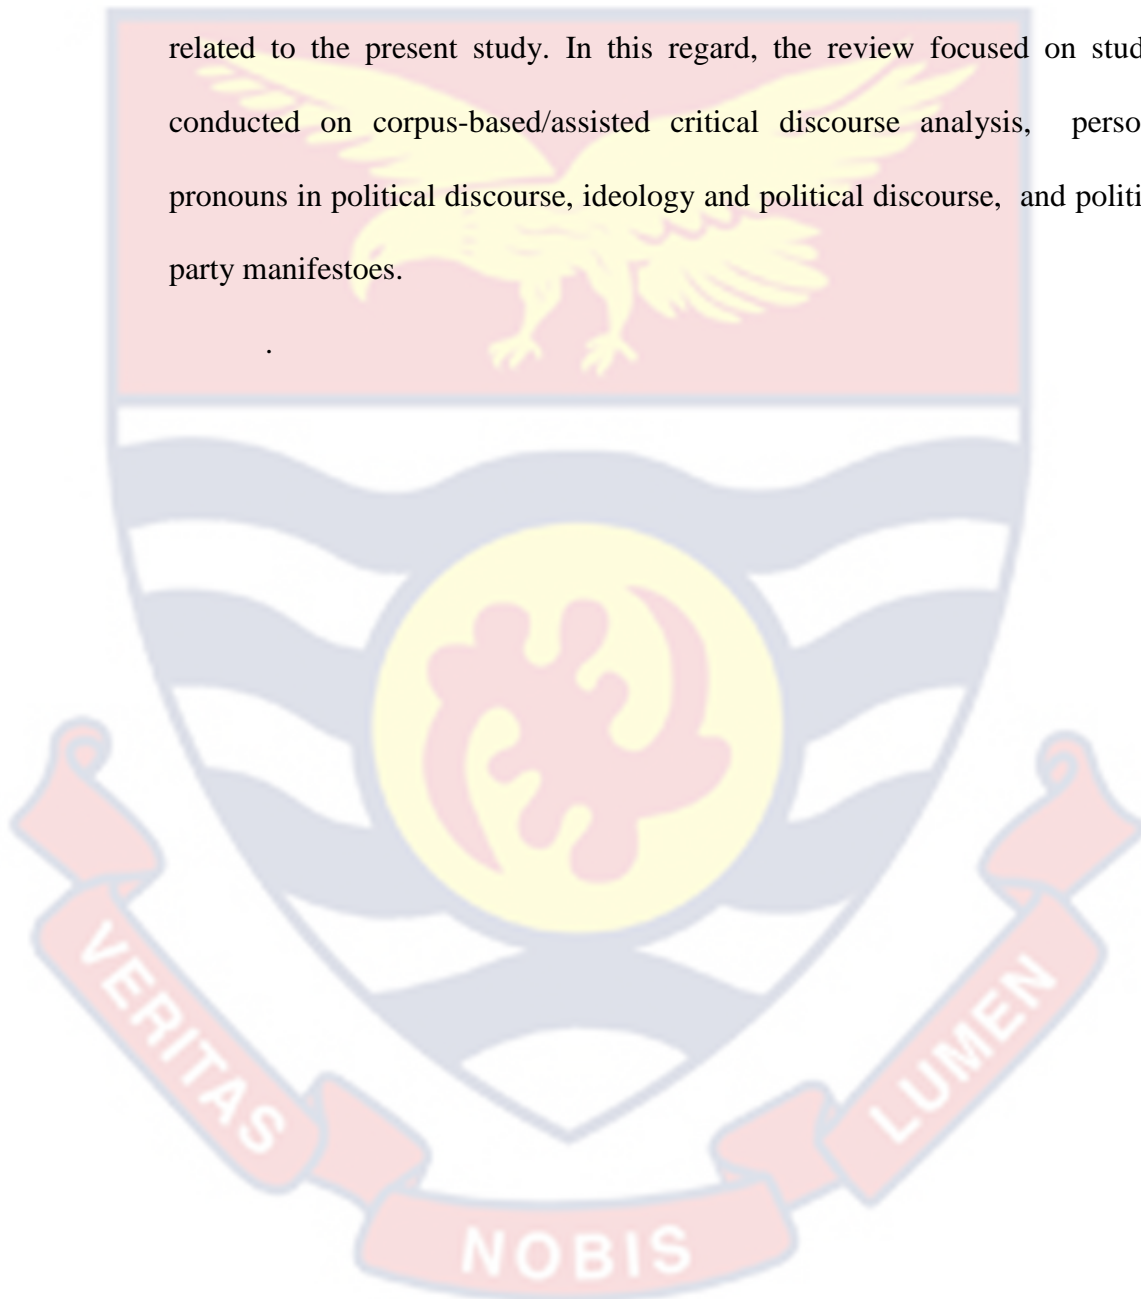 related to the present study. In this regard, the review focused on stud
conducted on corpus-based/assisted critical discourse analysis, perso
pronouns in political discourse, ideology and political discourse, and politi
party manifestoes.
.
VERITAS
NOBIS
LUMEN